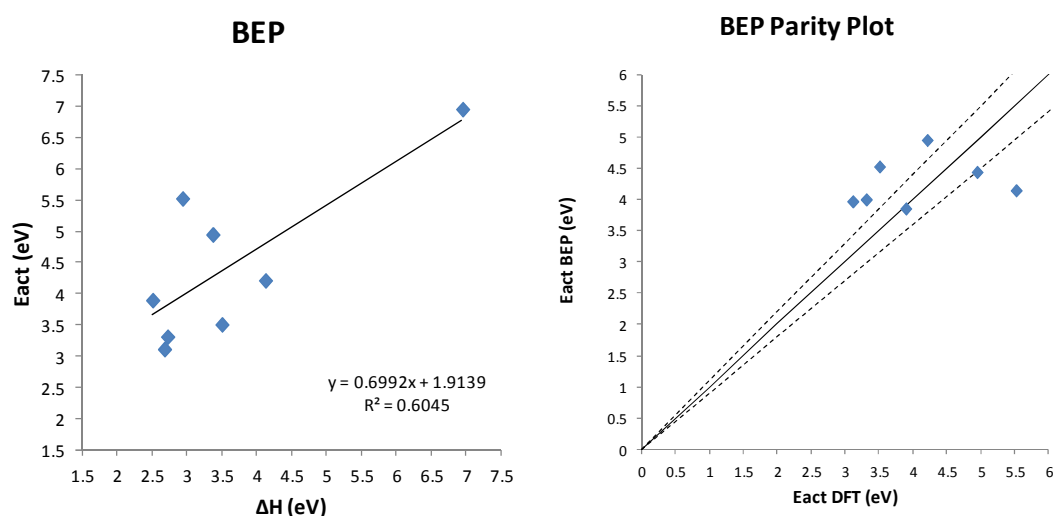 BEP
7.5
7
6.5
6
5.5
5
4.5
4
3.5
3
2.5
2
1.5
Eact (eV)
y = 0.6992x + 1.9139
R² = 0.6045
1.5 2 2.5 3 3.5 4 4.5 5 5.5 6 6.5 7 7.5
ΔH (eV)
BEP Parity Plot
6
5.5
5
4.5
4
3.5
3
2.5
2
1.5
1
0.5
0
Eact BEP (eV)
0 0.5 1 1.5 2 2.5 3 3.5 4 4.5 5 5.5 6
Eact DFT (eV)